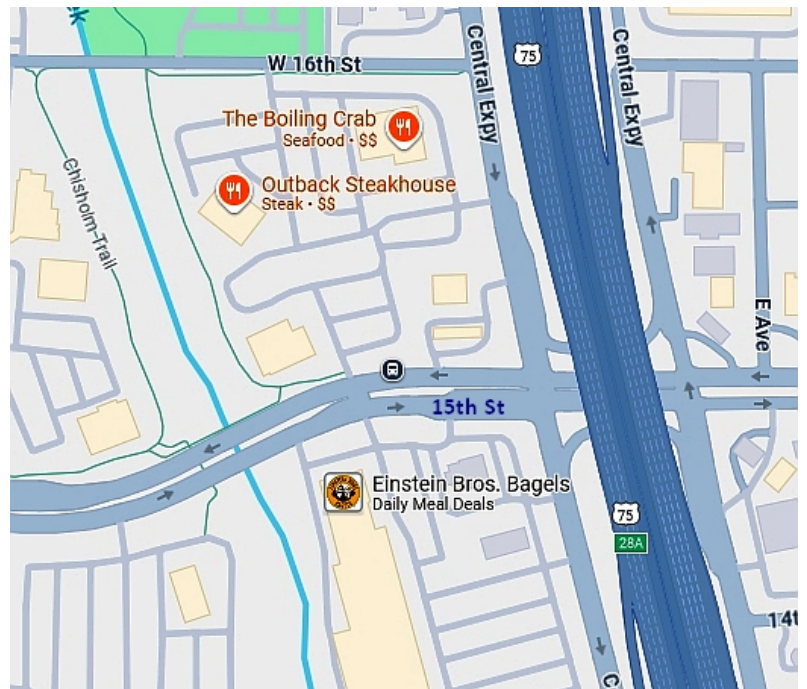 W 16th St
Central Expy
75
Central Expy
The Boiling Crab
Seafood • $$
Outback Steakhouse
Steak • $$
Chisholm-Trail
E Ave
15th St
Einstein Bros. Bagels
Daily Meal Deals
75
28A